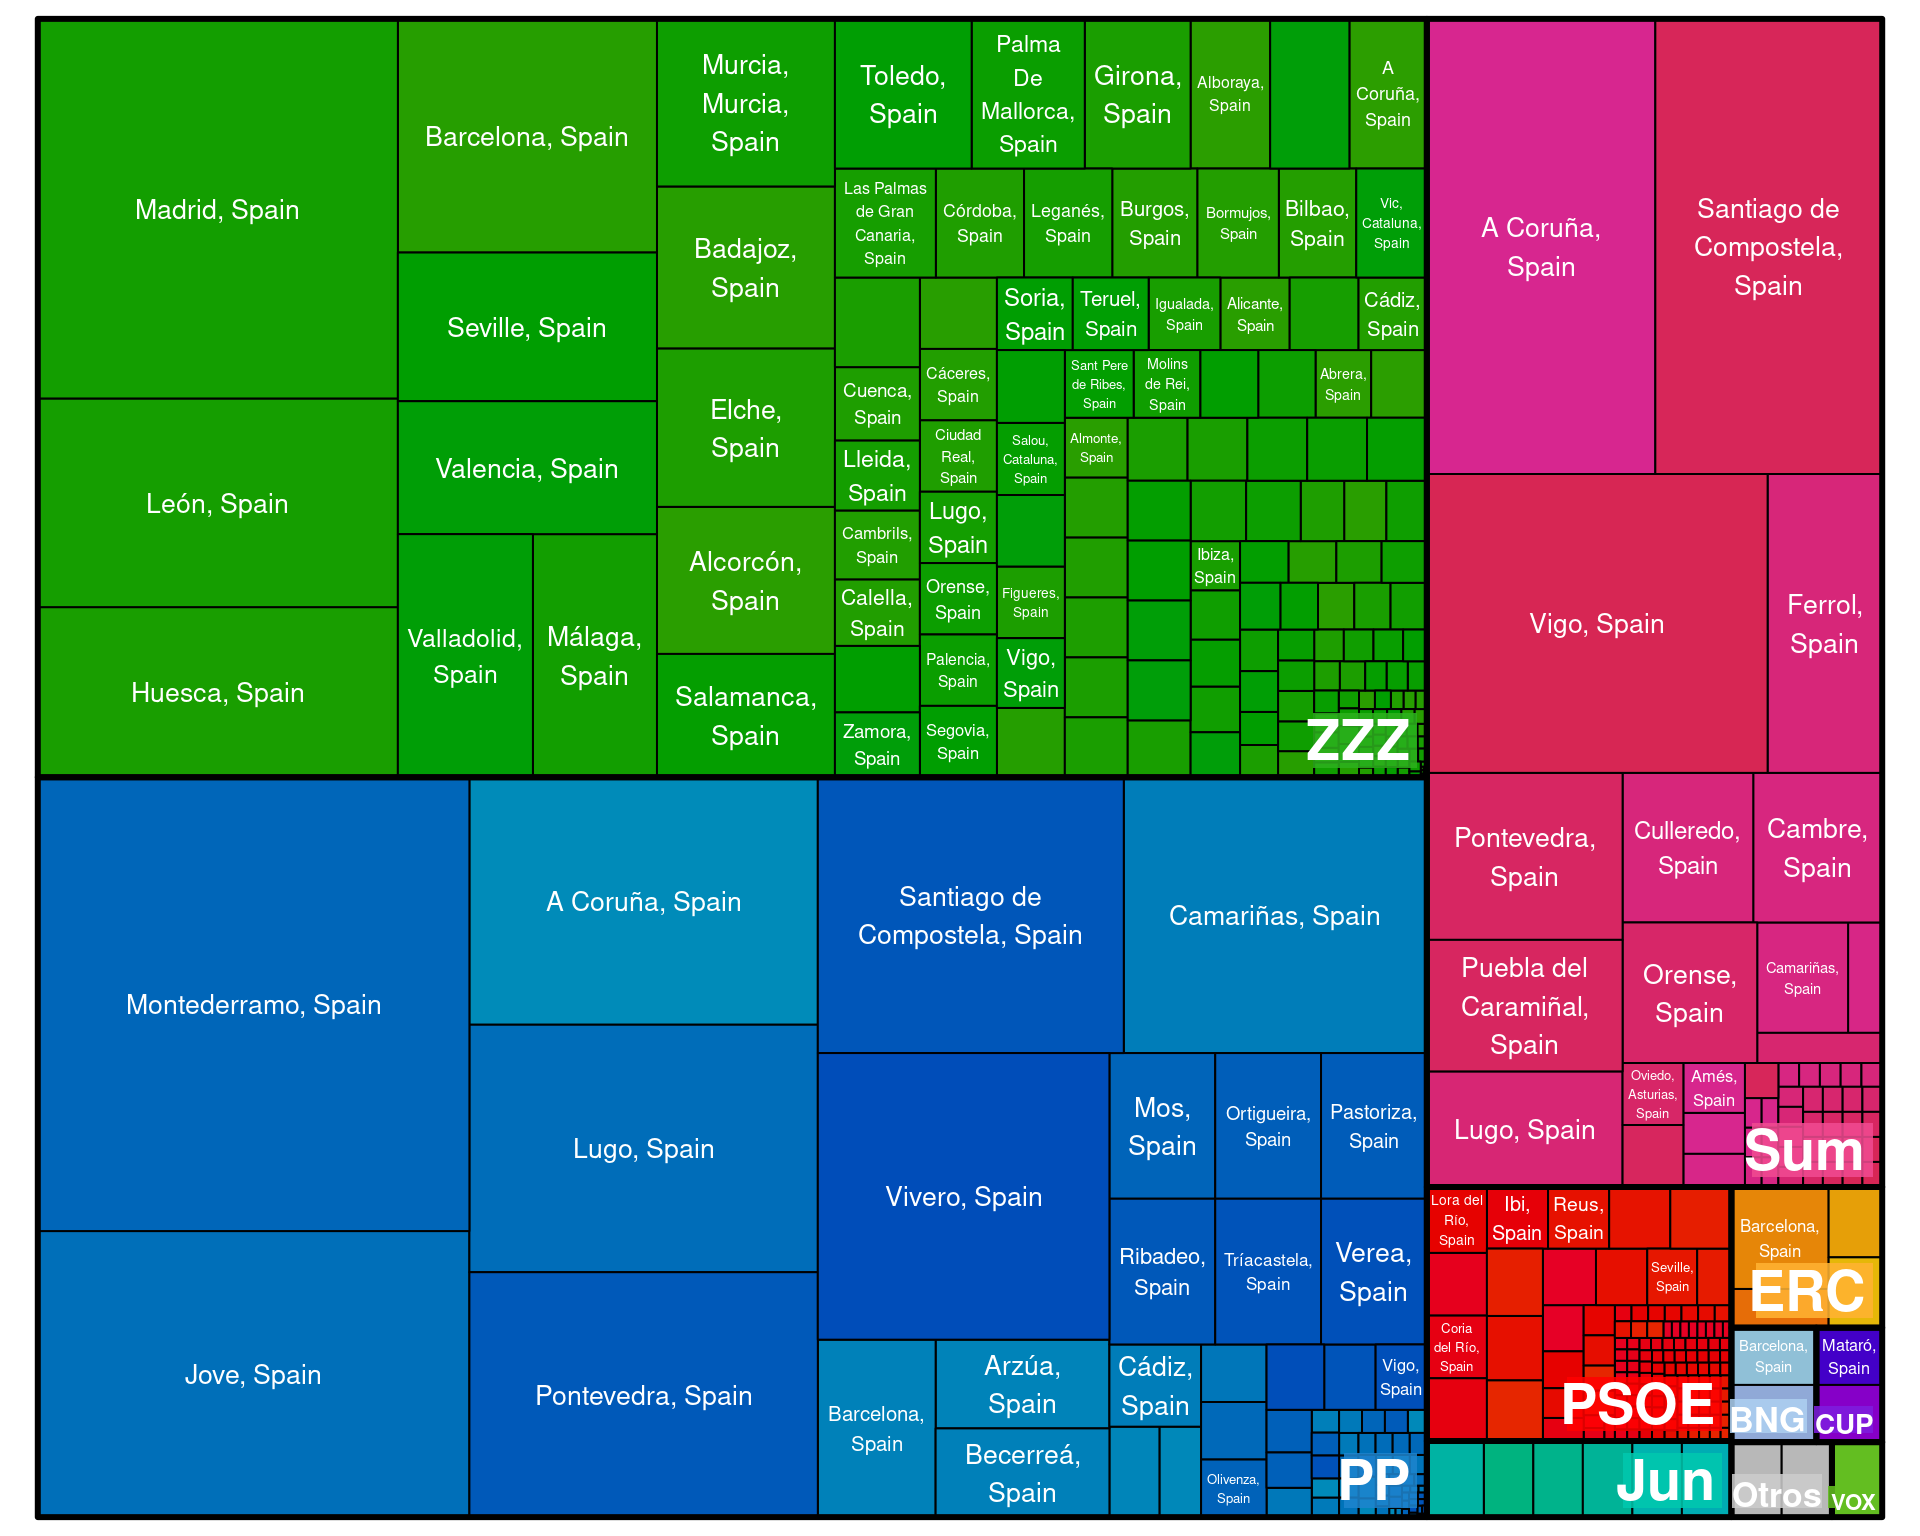 Madrid, Spain
León, Spain
Huesca, Spain
Barcelona, Spain
Seville, Spain
Valencia, Spain
Valladolid,
Spain
Málaga,
Spain
Murcia,
Murcia,
Spain
Badajoz,
Spain
Elche,
Spain
Alcorcón,
Spain
Salamanca,
Spain
Toledo,
Spain
Palma
De
Mallorca,
Spain
Girona,
Spain
Alboraya,
Spain
A
Coruña,
Spain
Las Palmas
de Gran
Canaria,
Spain
Córdoba,
Spain
Leganés,
Spain
Burgos,
Spain
Bormujos,
Spain
Bilbao,
Spain
Vic,
Cataluna,
Spain
Cuenca,
Spain
Lleida,
Spain
Cambrils,
Spain
Calella,
Spain
Zamora,
Spain
Cáceres,
Spain
Ciudad
Real,
Spain
Lugo,
Spain
Orense,
Spain
Palencia,
Spain
Segovia,
Spain
Soria,
Spain
Teruel,
Spain
Igualada,
Spain
Alicante,
Spain
Cádiz,
Spain
Sant Pere
de Ribes,
Spain
Molins
de Rei,
Spain
Abrera,
Spain
Salou,
Cataluna,
Spain
Almonte,
Spain
Figueres,
Spain
Vigo,
Spain
Ibiza,
Spain
ZZZ
Montederramo, Spain
Jove, Spain
A Coruña, Spain
Lugo, Spain
Pontevedra, Spain
Santiago de
Compostela, Spain
Camariñas, Spain
Vivero, Spain
Mos,
Spain
Ortigueira,
Spain
Pastoriza,
Spain
Ribadeo,
Spain
Tríacastela,
Spain
Verea,
Spain
Barcelona,
Spain
Arzúa,
Spain
Becerreá,
Spain
Cádiz,
Spain
Olivenza,
Spain
Vigo,
Spain
PP
A Coruña,
Spain
Santiago de
Compostela,
Spain
Vigo, Spain
Ferrol,
Spain
Pontevedra,
Spain
Culleredo,
Spain
Cambre,
Spain
Puebla del
Caramiñal,
Spain
Orense,
Spain
Camariñas,
Spain
Lugo, Spain
Oviedo,
Asturias,
Spain
Amés,
Spain
Sum
Lora del
Río,
Spain
Ibi,
Spain
Reus,
Spain
Seville,
Spain
Coria
del Río,
Spain
PSOE
Barcelona,
Spain
ERC
Barcelona,
Spain
BNG
Mataró,
Spain
CUP
Jun
Otros
VOX